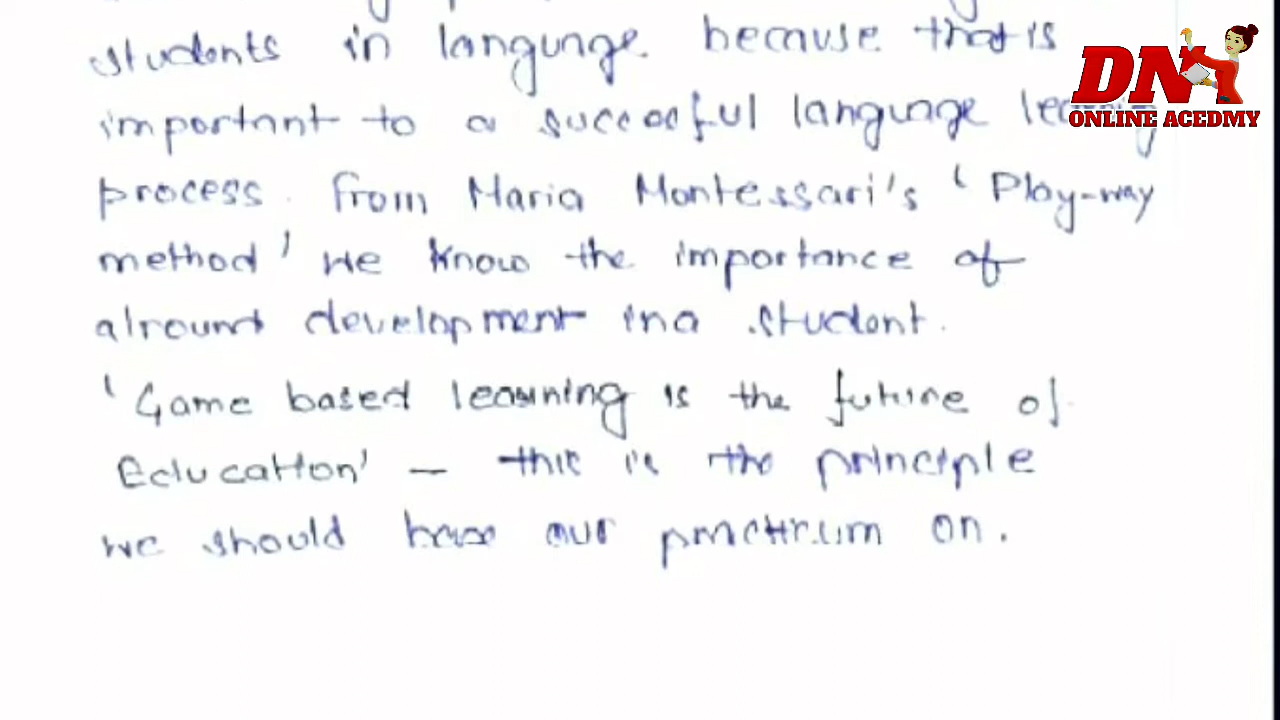 students in language because that is
important to a successful language learning
process. From Maria Montessari's 'Play-way
method' we know the importance of
alround development in a student.
'Game based learning is the future of
Education' – this is the principle
we should base our practicum on.
DN
ONLINE ACEDMY